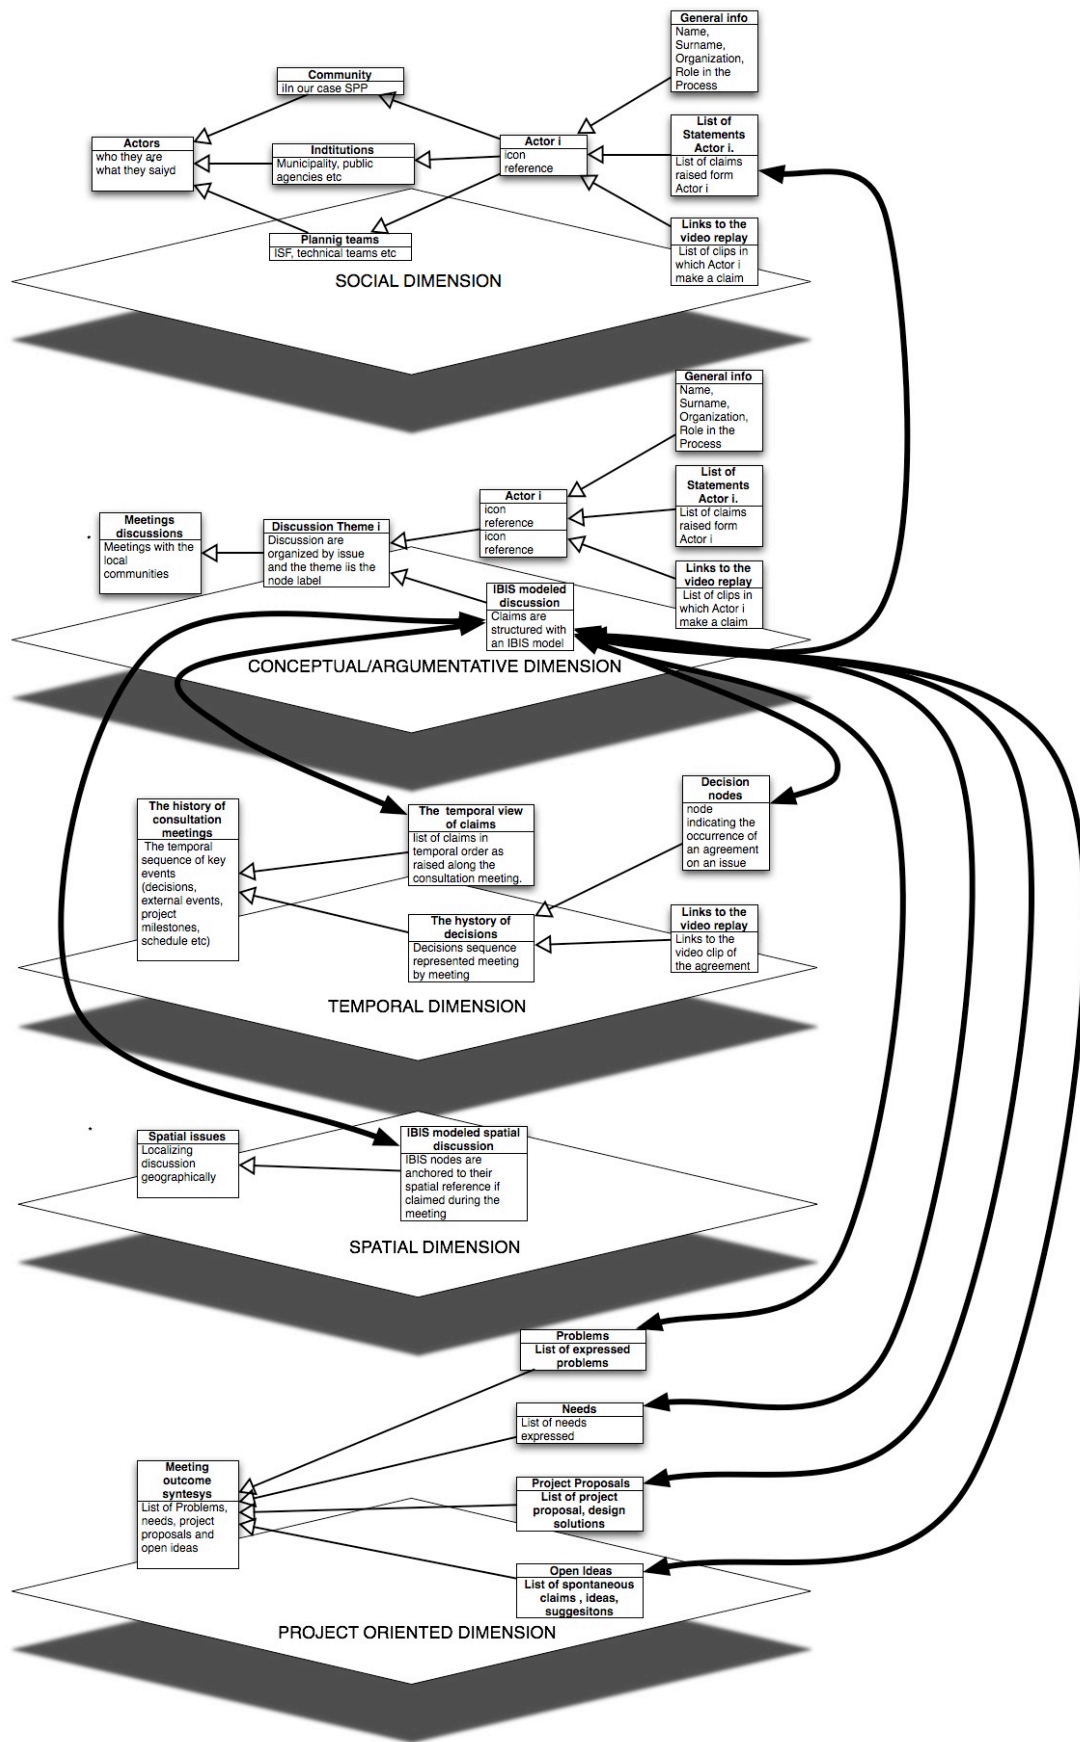 General info
Name,
Surname,
Organization,
Role in the
Process
Community
iIn our case SPP
Actors
who they are
what they saiyd
Indtitutions
Municipality, public
agencies etc
Actor i
icon
reference
List of
Statements
Actor i.
List of claims
raised form
Actor i
Plannig teams
ISF, technical teams etc
Links to the
video replay
List of clips in
which Actor i
make a claim
SOCIAL DIMENSION
General info
Name,
Surname,
Organization,
Role in the
Process
List of
Statements
Actor i.
List of claims
raised form
Actor i
Actor i
icon
reference
icon
reference
Meetings
discussions
Meetings with the
local
communities
Discussion Theme i
Discussion are
organized by issue
and the theme iis the
node label
Links to the
video replay
List of clips in
which Actor i
make a claim
IBIS modeled
discussion
Claims are
structured with
an IBIS model
CONCEPTUAL/ARGUMENTATIVE DIMENSION
Decision
nodes
node
indicating the
occurrence of
an agreement
on an issue
The history of
consultation
meetings
The temporal
sequence of key
events
(decisions,
external events,
project
milestones,
schedule etc)
The temporal view
of claims
list of claims in
temporal order as
raised along the
consultation meeting.
The hystory of
decisions
Decisions sequence
represented meeting
by meeting
Links to the
video replay
Links to the
video clip of
the agreement
TEMPORAL DIMENSION
Spatial issues
Localizing
discussion
geographically
IBIS modeled spatial
discussion
IBIS nodes are
anchored to their
spatial reference if
claimed during the
meeting
SPATIAL DIMENSION
Problems
List of expressed
problems
Needs
List of needs
expressed
Meeting
outcome
syntesys
List of Problems,
needs, project
proposals and
open ideas
Project Proposals
List of project
proposal, design
solutions
Open Ideas
List of spontaneous
claims , ideas,
suggesitons
PROJECT ORIENTED DIMENSION